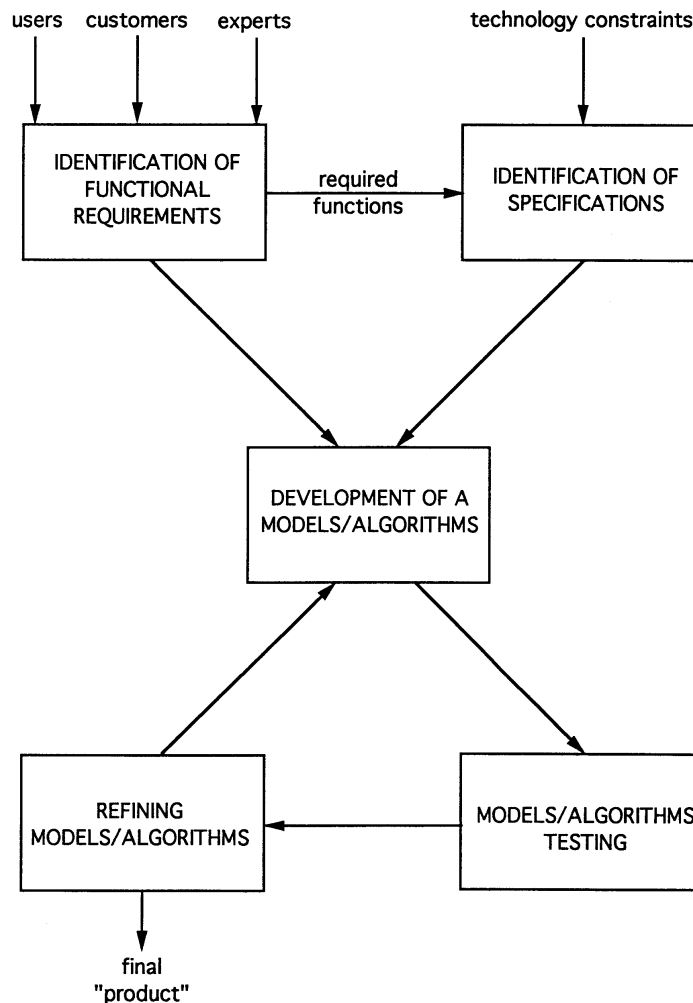 users customers experts technology constraints
IDENTIFICATION OF
FUNCTIONAL
REQUIREMENTS
required
functions
IDENTIFICATION OF
SPECIFICATIONS
DEVELOPMENT OF A
MODELS/ALGORITHMS
REFINING
MODELS/ALGORITHMS
MODELS/ALGORITHMS
TESTING
final
"product"